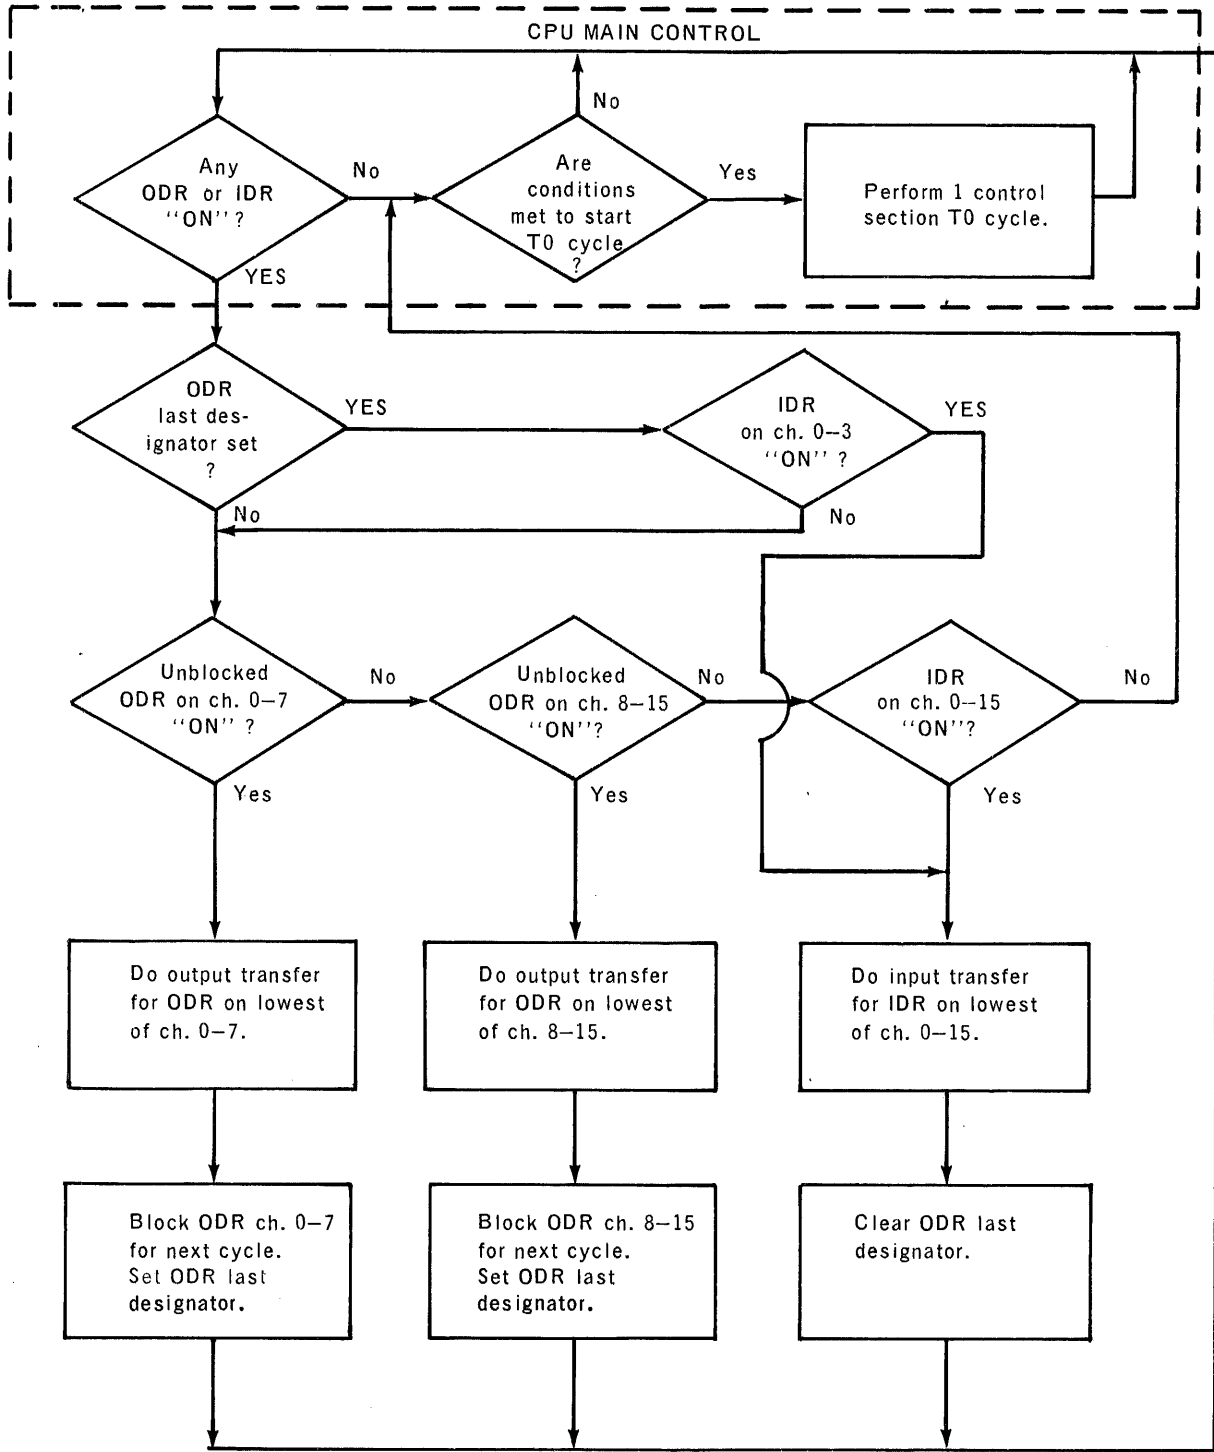 CPU MAIN CONTROL
No
Any
ODR or IDR
“ON” ?
No
Are
conditions
met to start
T0 cycle
?
Yes
Perform 1 control
section T0 cycle.
YES
ODR
last des-
ignator set
?
YES
IDR
on ch. 0–3
“ON” ?
YES
No
No
Unblocked
ODR on ch. 0–7
“ON” ?
No
Unblocked
ODR on ch. 8–15
“ON”?
No
IDR
on ch. 0–15
“ON”?
No
Yes
Yes
Yes
Do output transfer
for ODR on lowest
of ch. 0–7.
Do output transfer
for ODR on lowest
of ch. 8–15.
Do input transfer
for IDR on lowest
of ch. 0–15.
Block ODR ch. 0–7
for next cycle.
Set ODR last
designator.
Block ODR ch. 8–15
for next cycle.
Set ODR last
designator.
Clear ODR last
designator.